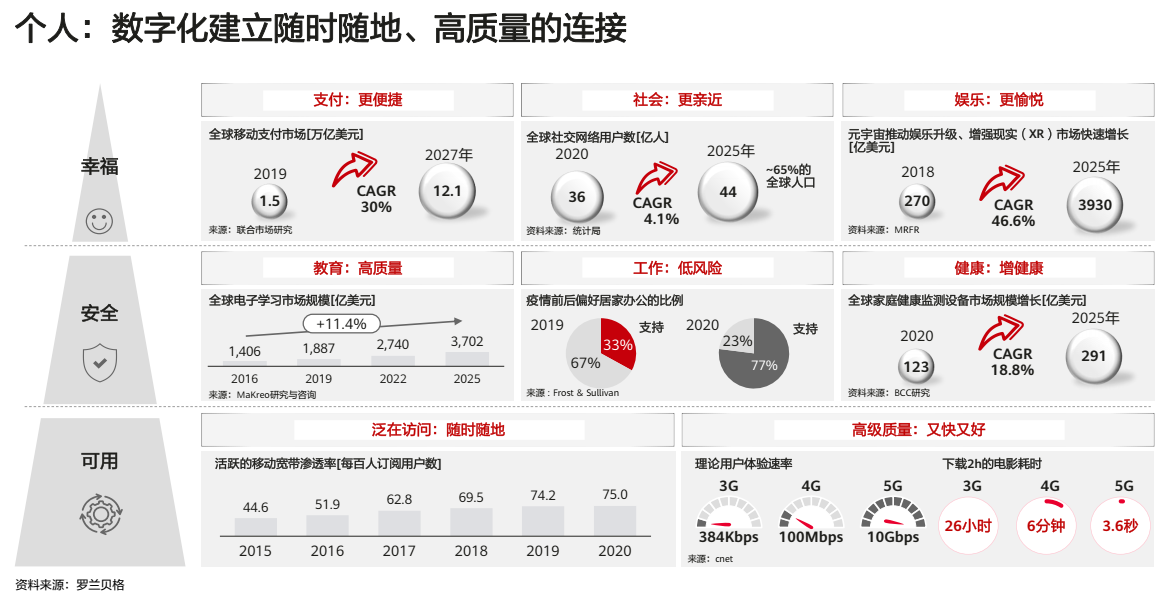 个人：数字化建立随时随地、高质量的连接
幸福
支付：更便捷
全球移动支付市场[万亿美元]
2019
1.5
CAGR
30%
2027年
12.1
来源：联合市场研究
社会：更亲近
全球社交网络用户数[亿人]
2020
36
CAGR
4.1%
2025年
44
~65%的
全球人口
资料来源：统计局
娱乐：更愉悦
元宇宙推动娱乐升级、增强现实（XR）市场快速增长
[亿美元]
2018
270
CAGR
46.6%
2025年
3930
资料来源：MRFR
安全
教育：高质量
全球电子学习市场规模[亿美元]
+11.4%
1,406
1,887
2,740
3,702
2016
2019
2022
2025
来源：MaKreo研究与咨询
工作：低风险
疫情前后偏好居家办公的比例
2019
支持
33%
67%
2020
支持
23%
77%
来源：Frost & Sullivan
健康：增健康
全球家庭健康监测设备市场规模增长[亿美元]
2020
123
CAGR
18.8%
2025年
291
资料来源：BCC研究
可用
泛在访问：随时随地
活跃的移动宽带渗透率[每百人订阅用户数]
44.6
51.9
62.8
69.5
74.2
75.0
2015
2016
2017
2018
2019
2020
高级质量：又快又好
理论用户体验速率
3G
4G
5G
384Kbps
100Mbps
10Gbps
来源：cnet
下载2h的电影耗时
3G
4G
5G
26小时
6分钟
3.6秒
资料来源：罗兰贝格